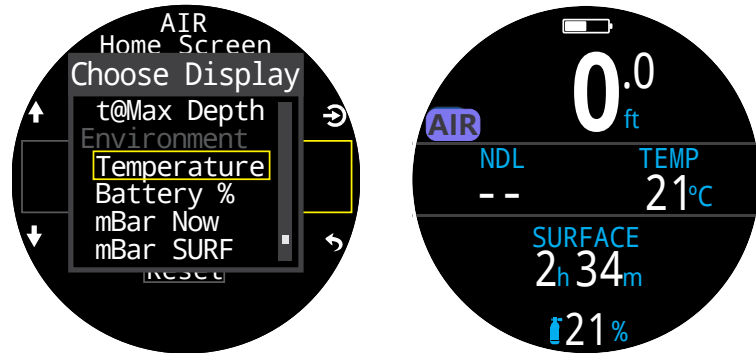 AIR
Home Screen
Choose Display
t@Max Depth
Environment
Temperature
Battery %
mBar Now
mBar SURF
Reset
0.0
ft
AIR
NDL TEMP
-- 21°C
SURFACE
2h 34m
21%